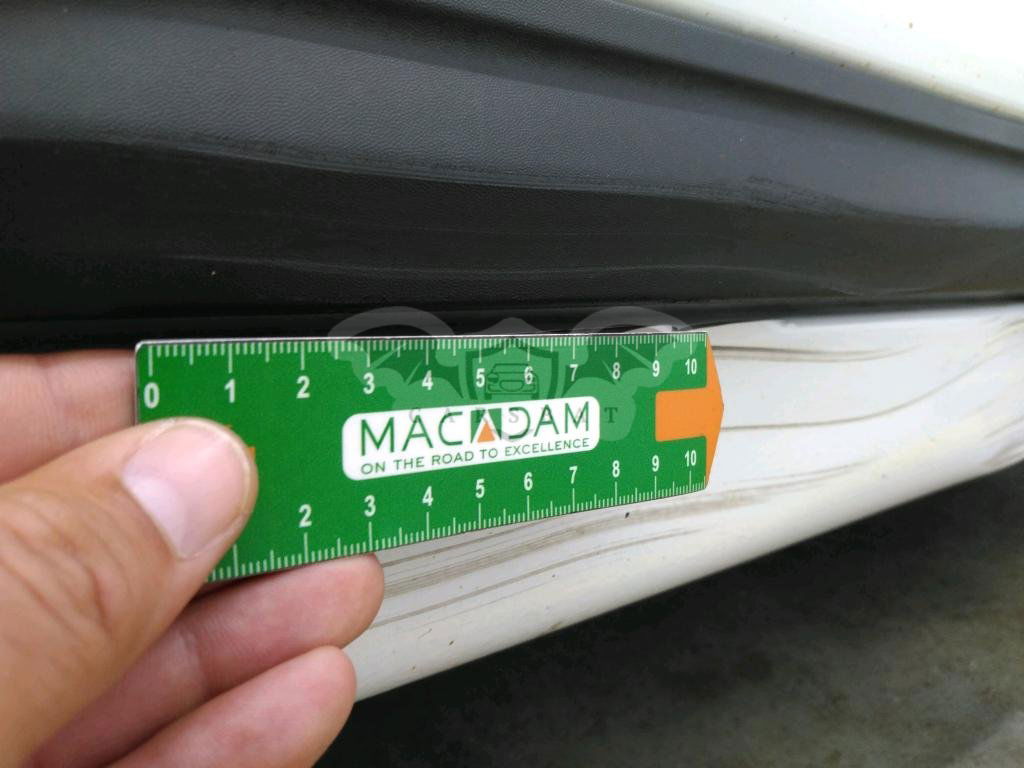 0 1 2 3 4 5 6 7 8 9 10
CARSBAT
MACADAM
ON THE ROAD TO EXCELLENCE
2 3 4 5 6 7 8 9 10